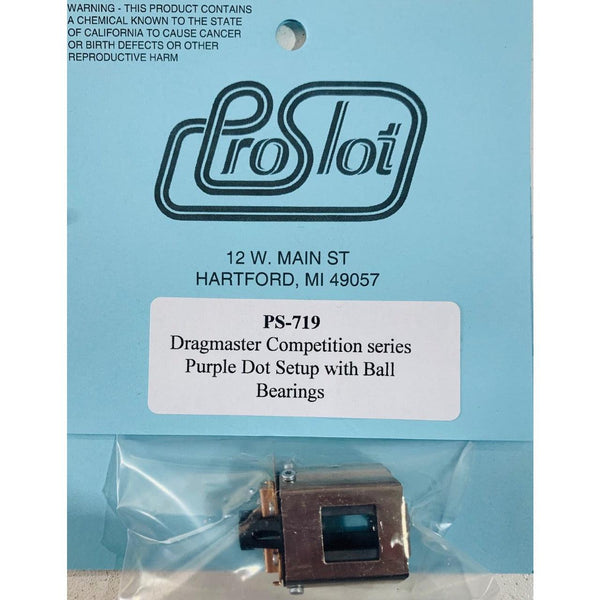 WARNING - THIS PRODUCT CONTAINS
A CHEMICAL KNOWN TO THE STATE
OF CALIFORNIA TO CAUSE CANCER
OR BIRTH DEFECTS OR OTHER
REPRODUCTIVE HARM
ProSlot
12 W. MAIN ST
HARTFORD, MI 49057
PS-719
Dragmaster Competition series
Purple Dot Setup with Ball
Bearings